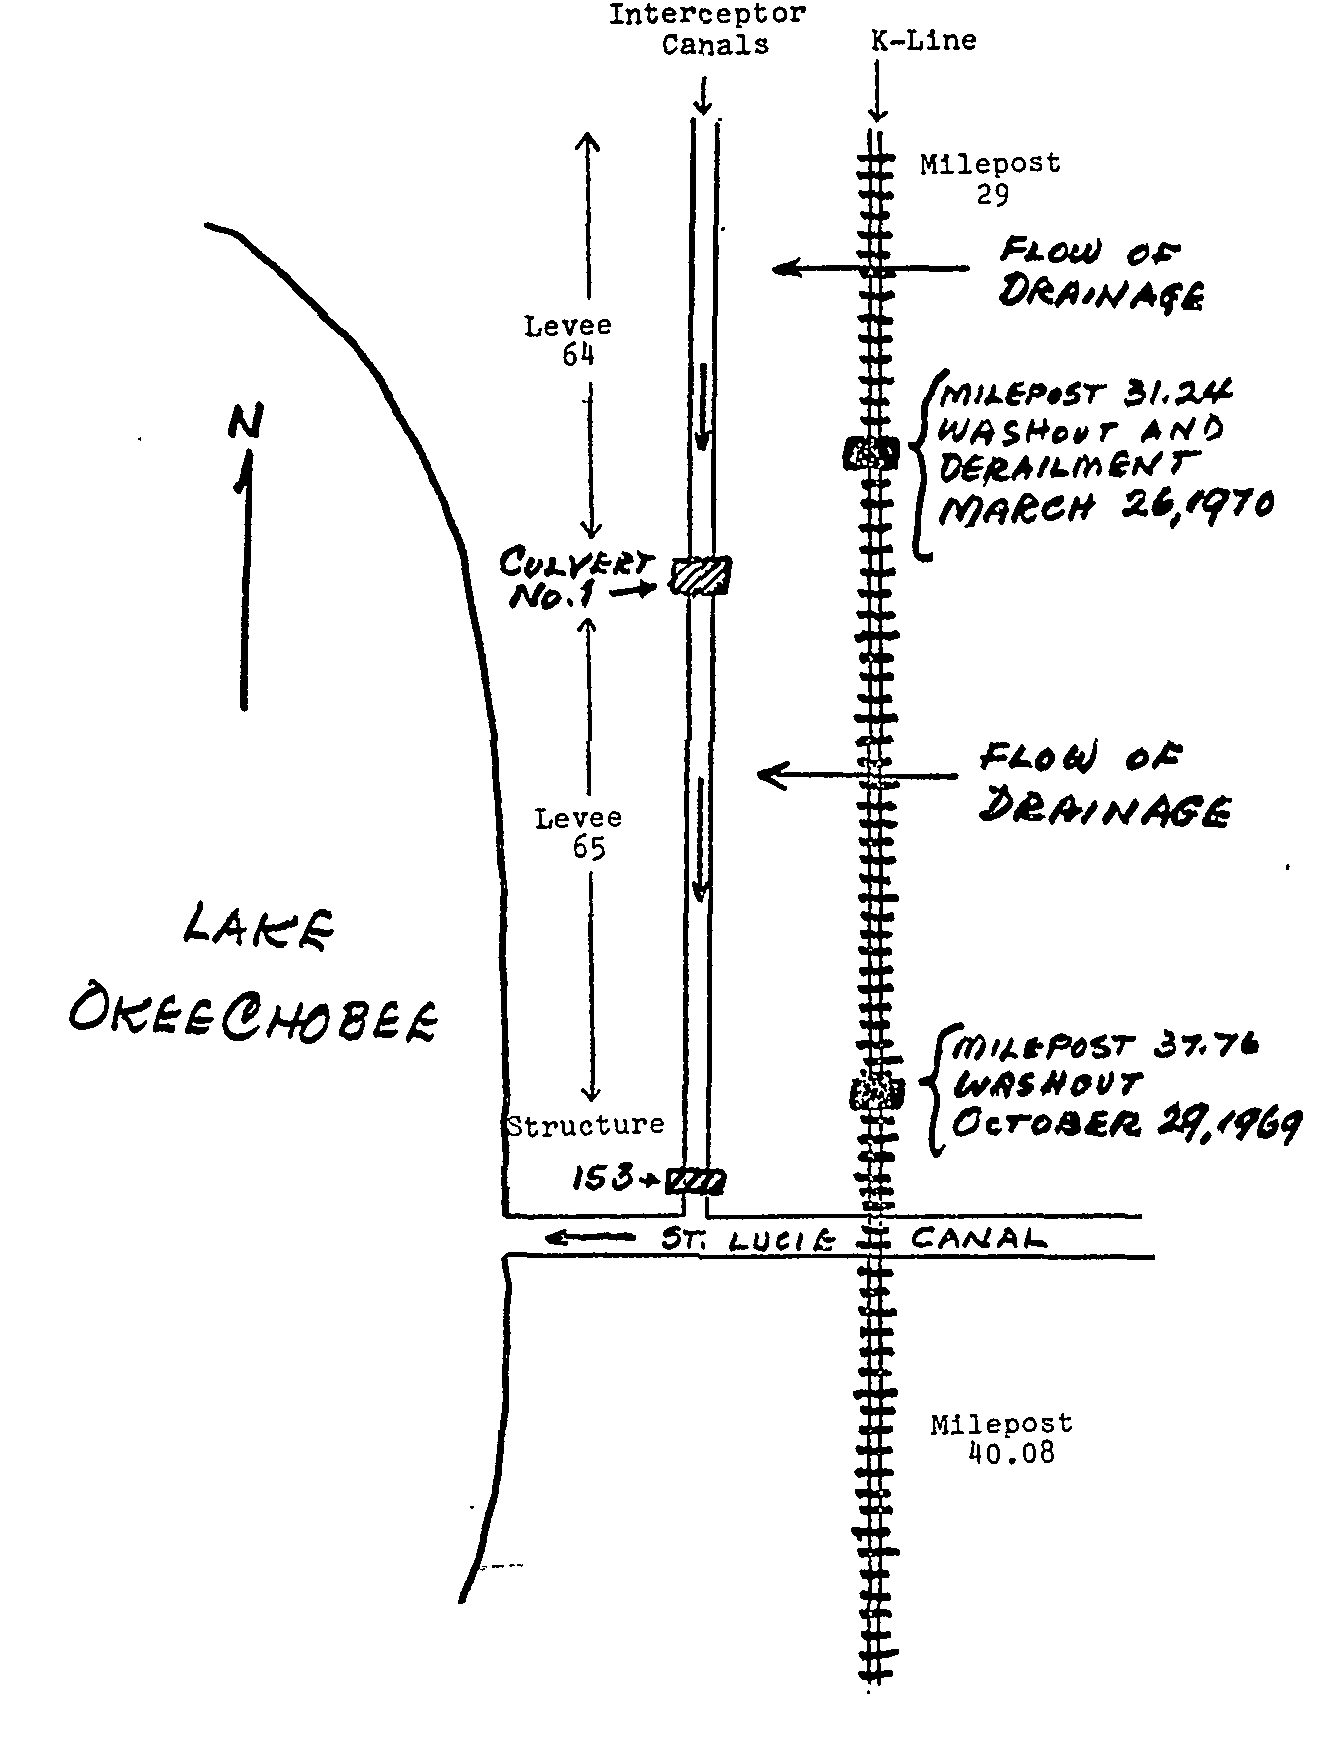 Interceptor
Canals
K-Line
Milepost
29
FLOW OF
DRAINAGE
Levee
64
N
MILEPOST 31.24
WASHOUT AND
DERAILMENT
MARCH 26, 1970
CULVERT
No. 1
FLOW OF
DRAINAGE
Levee
65
LAKE
OKEECHOBEE
MILEPOST 37.76
WASHOUT
OCTOBER 29, 1969
Structure
153
ST. LUCIE CANAL
Milepost
40.08